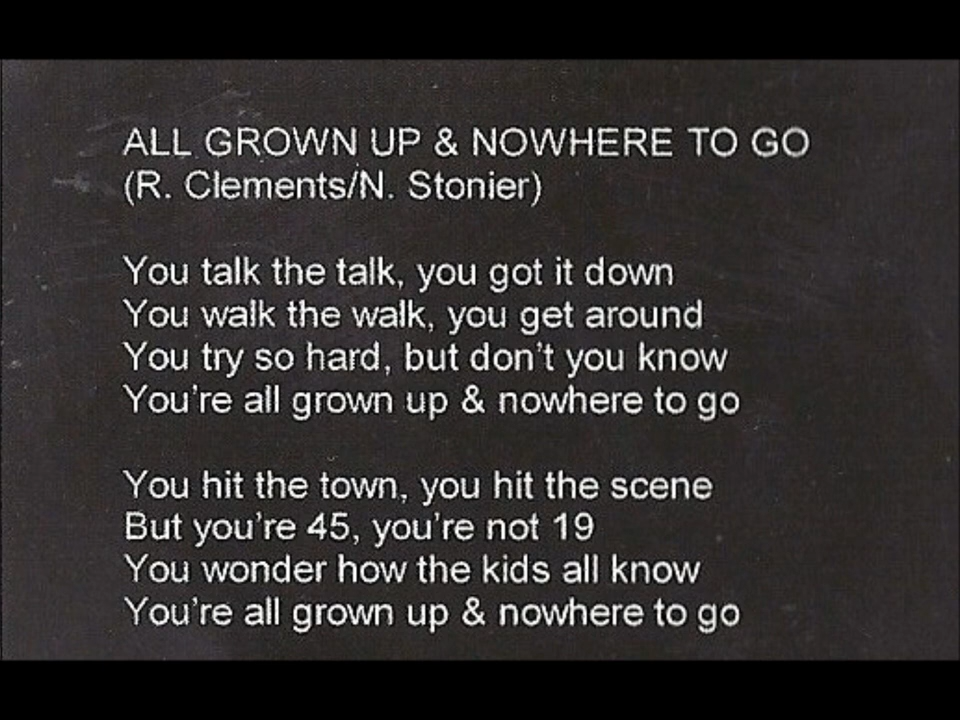 ALL GROWN UP & NOWHERE TO GO
(R. Clements/N. Stonier)
You talk the talk, you got it down
You walk the walk, you get around
You try so hard, but don't you know
You're all grown up & nowhere to go
You hit the town, you hit the scene
But you're 45, you're not 19
You wonder how the kids all know
You're all grown up & nowhere to go